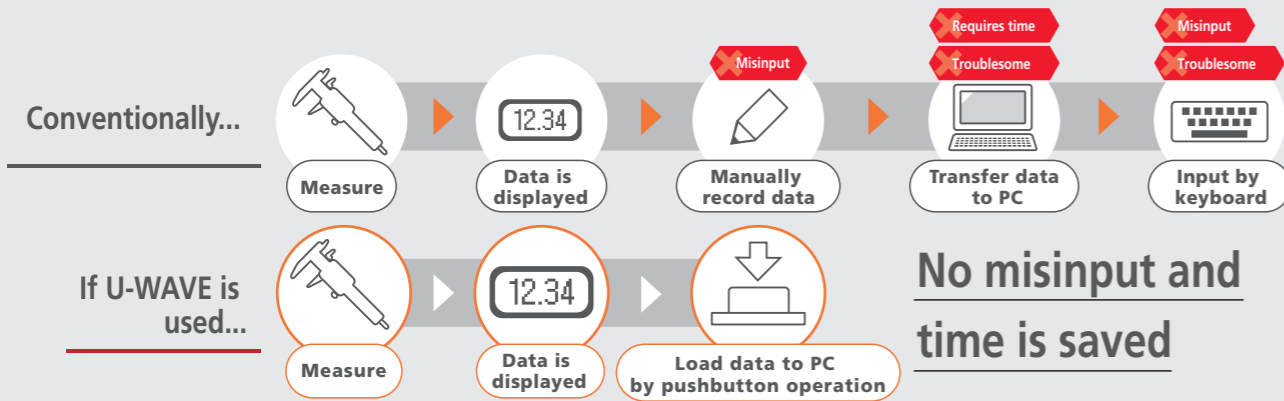 Requires time
Misinput
Misinput
Troublesome
Troublesome
Conventionally...
12.34
Measure
Data is
displayed
Manually
record data
Transfer data
to PC
Input by
keyboard
If U-WAVE is
used...
12.34
No misinput and
time is saved
Measure
Data is
displayed
Load data to PC
by pushbutton operation